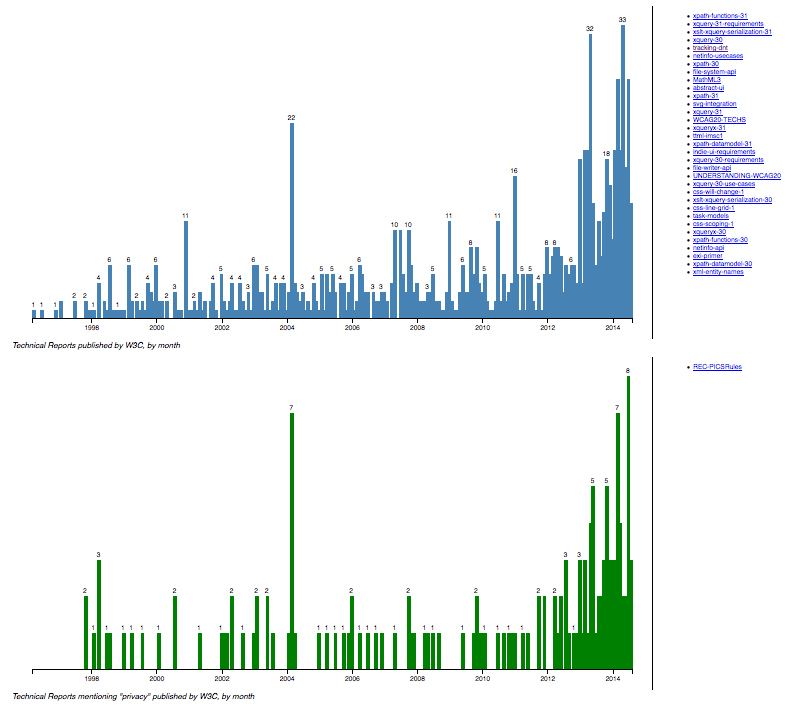 33
32
22
18
16
11 11 11 11
10 10
8 8 8
6 6 6 6 6 6 6
5 5 5 5 5 5 5 5 5
4 4 4 4 4 4 4 4 4 4
3 3 3 3 3 3
2 2 2 2 2
1 1 1 1 1
1998 2000 2002 2004 2006 2008 2010 2012 2014
Technical Reports published by W3C, by month
xpath-functions-31
xquery-31-requirements
xslt-xquery-serialization-31
xquery-30
tracking-dnt
netinfo-usecases
xpath-30
file-system-api
MathML3
abstract-ui
xpath-31
svg-integration
xquery-31
WCAG20-TECHS
xqueryx-31
ttml-imsc1
xpath-datamodel-31
indie-ui-requirements
xquery-30-requirements
file-writer-api
UNDERSTANDING-WCAG20
xquery-30-use-cases
css-will-change-1
xslt-xquery-serialization-30
css-line-grid-1
task-models
css-scoping-1
xqueryx-30
xpath-functions-30
netinfo-api
exi-primer
xpath-datamodel-30
xml-entity-names
8
7 7
5 5
3 3 3
2 2 2 2 2 2 2 2 2 2
1 1 1 1 1 1 1 1 1 1 1 1 1 1 1 1 1 1 1 1 1 1 1 1 1
1998 2000 2002 2004 2006 2008 2010 2012 2014
Technical Reports mentioning "privacy" published by W3C, by month
REC-PICSRules